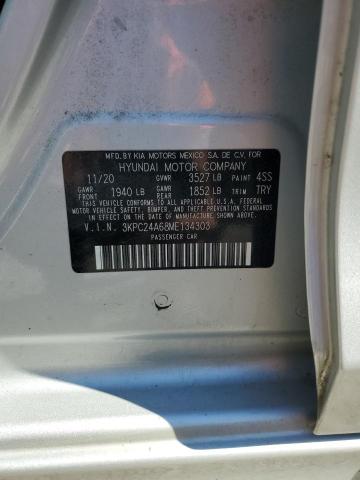 MFD. BY KIA MOTORS MEXICO S.A. DE C.V. FOR
HYUNDAI MOTOR COMPANY
11/20 GVWR 3527 LB PAINT 4SS
GAWR FRONT 1940 LB GAWR REAR 1852 LB TRIM TRY
THIS VEHICLE CONFORMS TO ALL APPLICABLE U.S.
FEDERAL MOTOR VEHICLE SAFETY,
BUMPER, AND THEFT PREVENTION STANDARDS
IN EFFECT ON THE DATE OF MANUFACTURE
SHOWN ABOVE.
V.I.N. 3KPC24A68ME134303
PASSENGER CAR